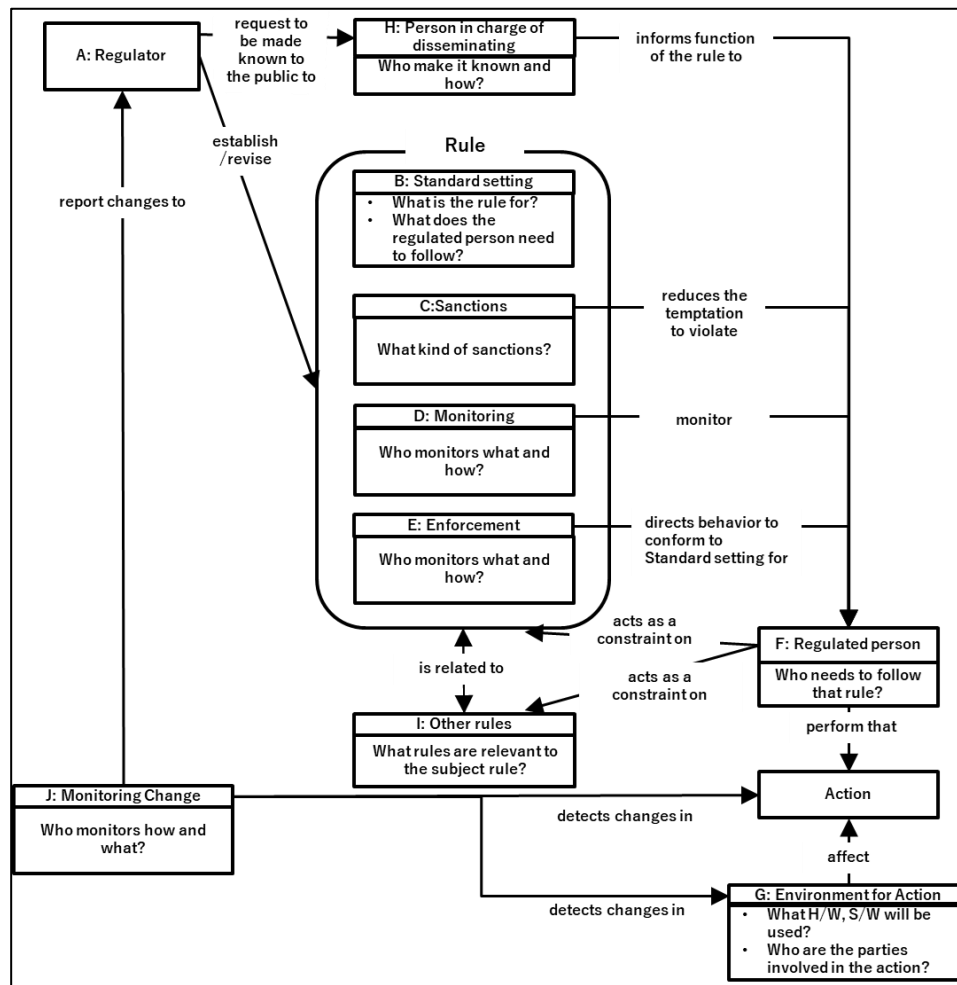 A: Regulator
request to
be made
known to
the public to
H: Person in charge of
disseminating
Who make it known and
how?
informs function
of the rule to
establish
/revise
Rule
report changes to
B: Standard setting
• What is the rule for?
• What does the
regulated person need
to follow?
C:Sanctions
What kind of sanctions?
reduces the
temptation
to violate
D: Monitoring
Who monitors what and
how?
monitor
E: Enforcement
Who monitors what and
how?
directs behavior to
conform to
Standard setting for
acts as a
constraint on
F: Regulated person
Who needs to follow
that rule?
is related to
acts as a
constraint on
I: Other rules
What rules are relevant to
the subject rule?
perform that
J: Monitoring Change
Who monitors how and
what?
detects changes in
Action
affect
detects changes in
G: Environment for Action
• What H/W, S/W will be
used?
• Who are the parties
involved in the action?